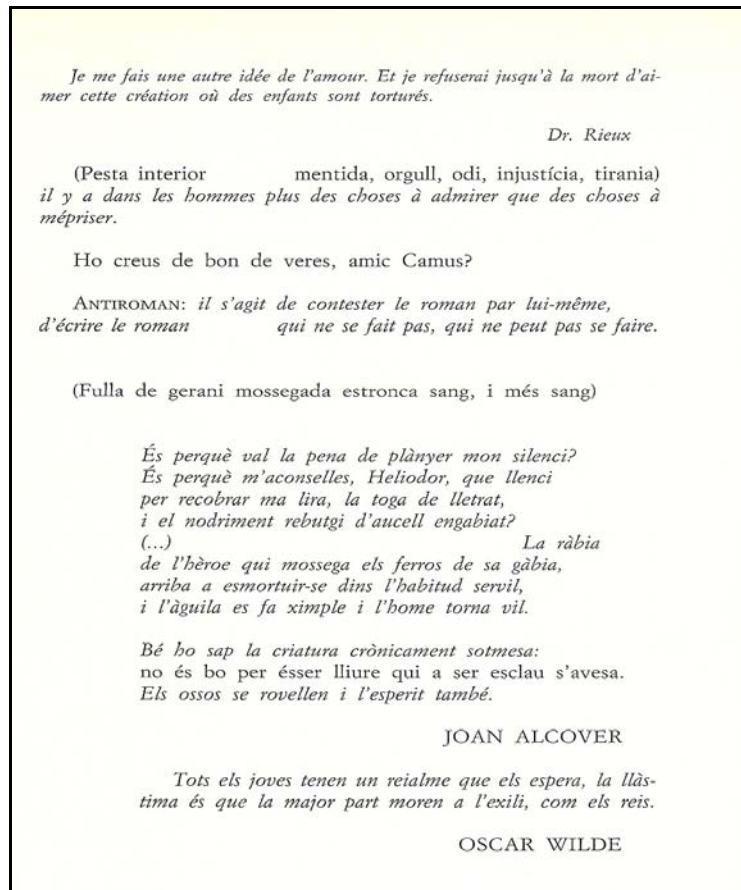 Je me fais une autre idée de l'amour. Et je refuserai jusqu'à la mort d'ai-
mer cette création où des enfants sont torturés.
Dr. Rieux
(Pesta interior mentida, orgull, odi, injustícia, tirania)
il y a dans les hommes plus des choses à admirer que des choses à
mépriser.
Ho creus de bon de veres, amic Camus?
ANTIROMAN: il s'agit de contester le roman par lui-même,
d'écrire le roman qui ne se fait pas, qui ne peut pas se faire.
(Fulla de gerani mossegada estronca sang, i més sang)
És perquè val la pena de plànyer mon silenci?
És perquè m'aconselles, Heliodor, que llenci
per recobrar ma lira, la toga de lletrat,
i el nodriment rebutgi d'aucell engabiat?
(...) La ràbia
de l'hèroe qui mossega els ferros de sa gàbia,
arriba a esmortuir-se dins l'habitud servil,
i l'àguila es fa ximple i l'home torna vil.
Bé ho sap la criatura crònicament sotmesa:
no és bo per ésser lliure qui a ser esclau s'avesa.
Els ossos se rovellen i l'esperit també.
JOAN ALCOVER
Tots els joves tenen un reialme que els espera, la llàs-
tima és que la major part moren a l'exili, com els reis.
OSCAR WILDE